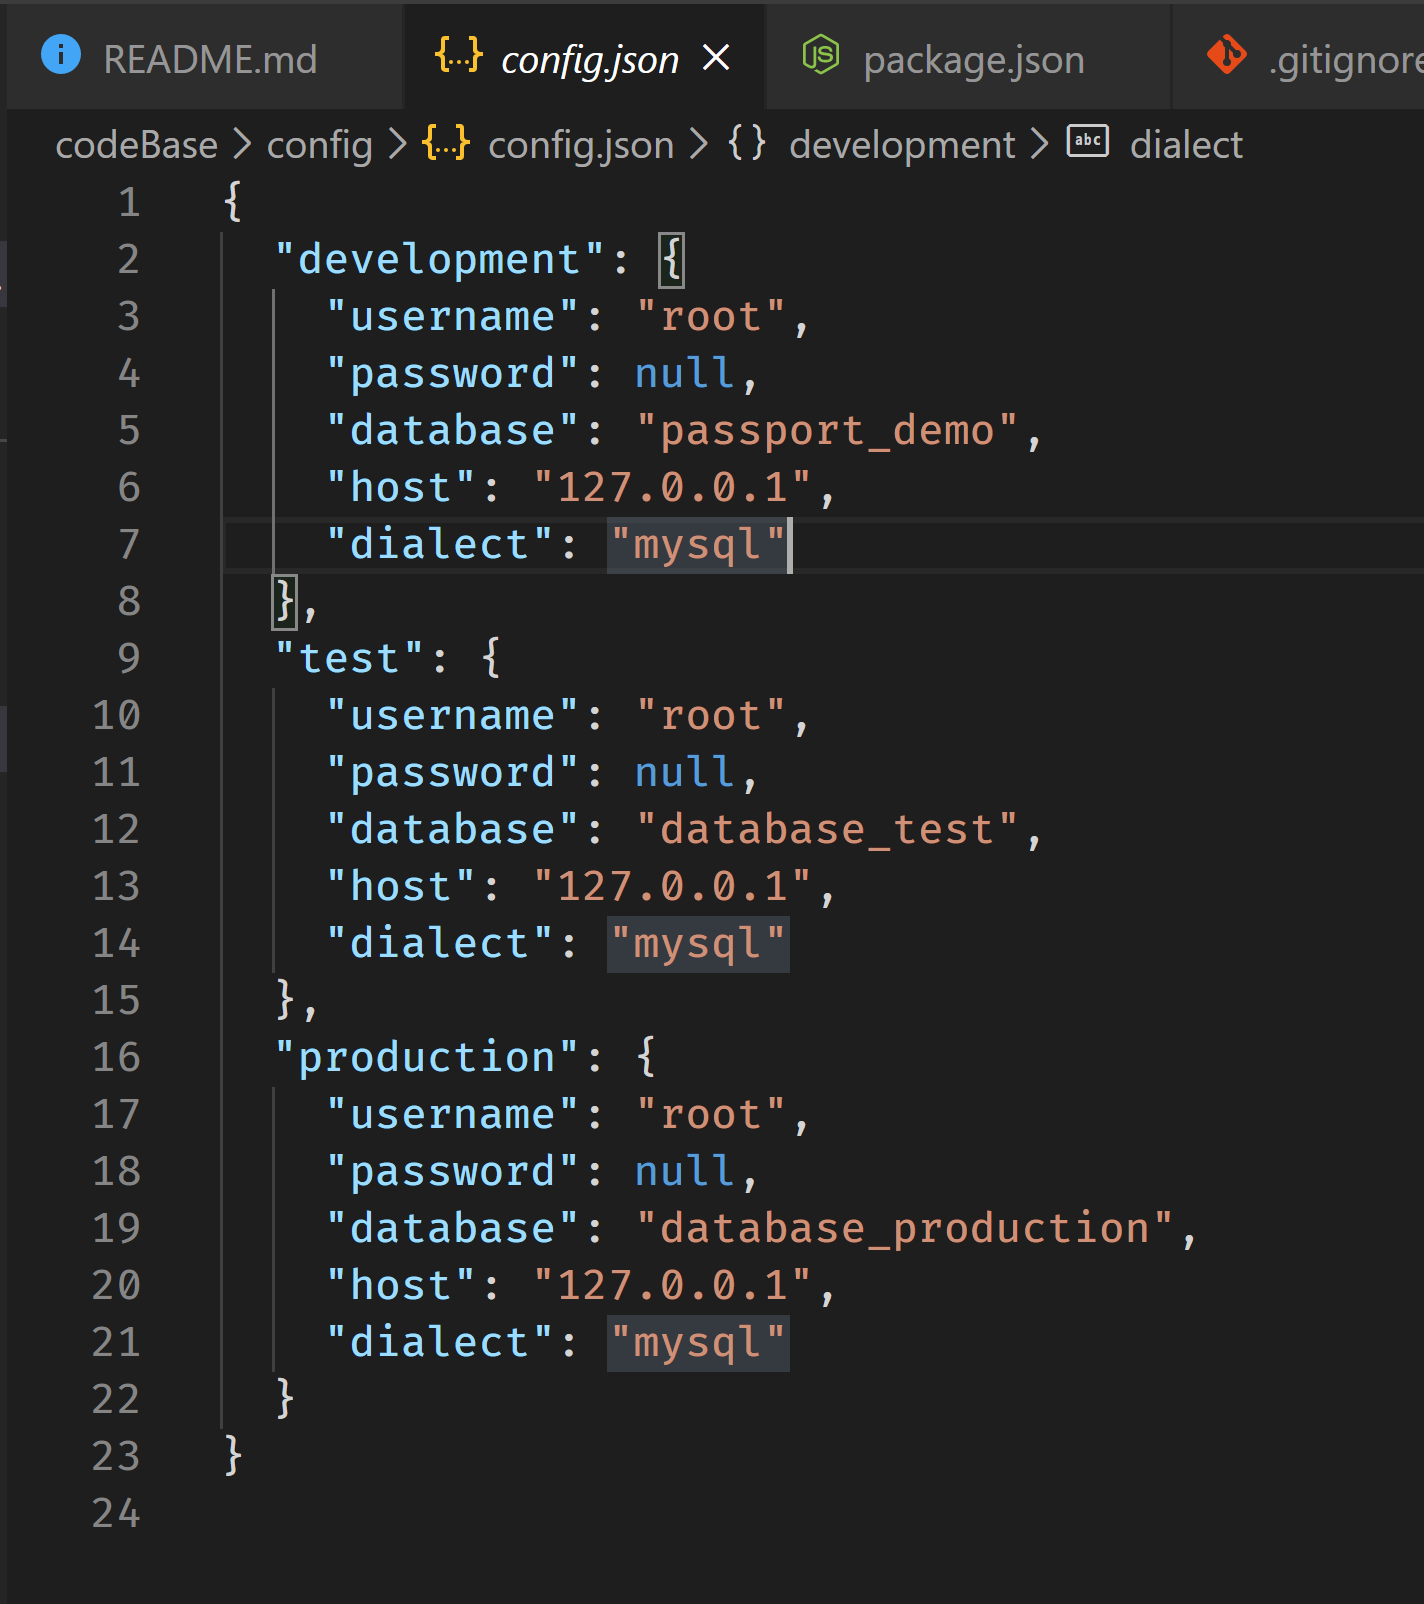 README.md {..} config.json × JS package.json .gitignore
codeBase > config > {..} config.json > {} development > abc dialect
1 {
2 "development": {
3 "username": "root",
4 "password": null,
5 "database": "passport_demo",
6 "host": "127.0.0.1",
7 "dialect": "mysql"
8 },
9 "test": {
10 "username": "root",
11 "password": null,
12 "database": "database_test",
13 "host": "127.0.0.1",
14 "dialect": "mysql"
15 },
16 "production": {
17 "username": "root",
18 "password": null,
19 "database": "database_production",
20 "host": "127.0.0.1",
21 "dialect": "mysql"
22 }
23 }
24